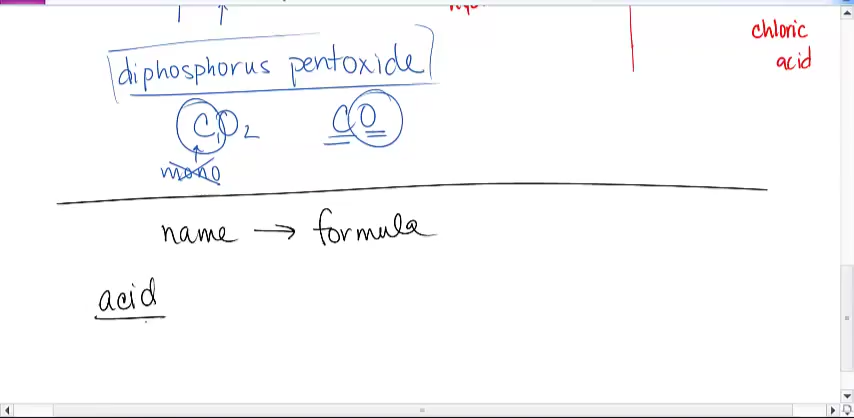 chloric
acid
diphosphorus pentoxide
CO2 CO
mono
name → formula
acid